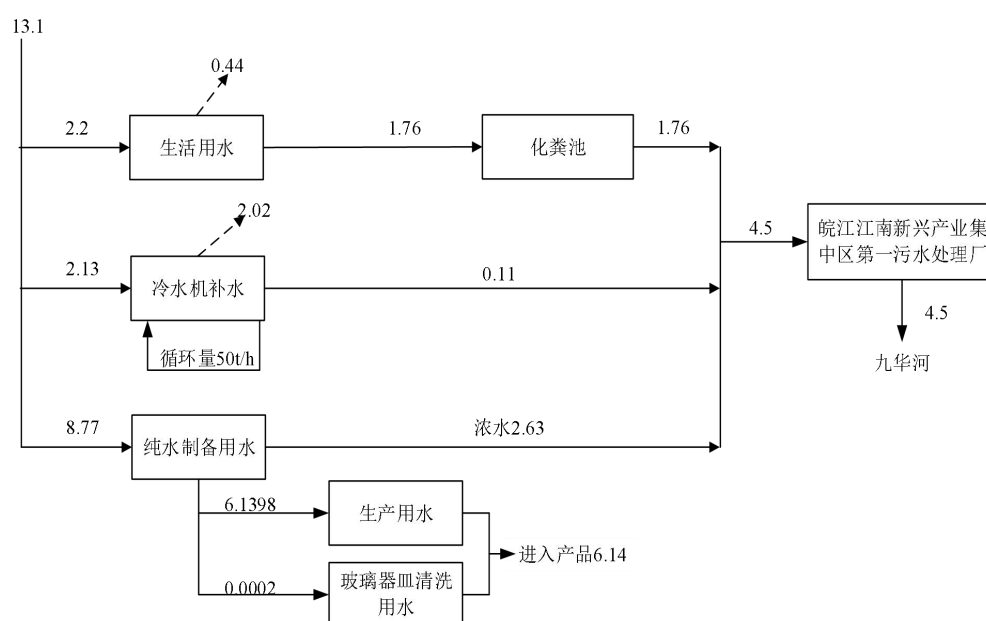 13.1
0.44
2.2
生活用水
1.76
化粪池
1.76
2.02
4.5
皖江江南新兴产业集
中区第一污水处理厂
2.13
冷水机补水
0.11
4.5
循环量50t/h
九华河
8.77
纯水制备用水
浓水2.63
6.1398
生产用水
进入产品6.14
0.0002
玻璃器皿清洗
用水